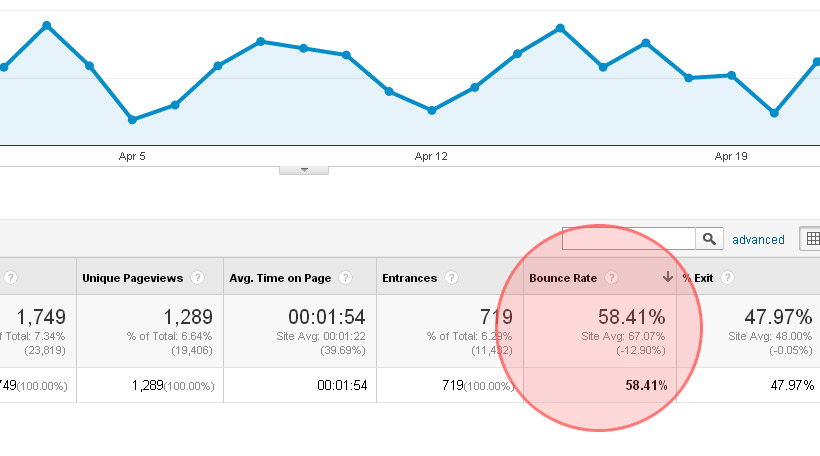 Apr 5 Apr 12 Apr 19
advanced
? Unique Pageviews ? Avg. Time on Page ? Entrances ? Bounce Rate ? % Exit ?
1,749 1,289 00:01:54 719 58.41% 47.97%
f Total: 7.34% % of Total: 6.64% Site Avg: 00:01:22 % of Total: 6.29% Site Avg: 67.07% Site Avg: 48.00%
(23,819) (19,406) (39.69%) (11,432) (-12.90%) (-0.05%)
749(100.00%) 1,289(100.00%) 00:01:54 719(100.00%) 58.41% 47.97%